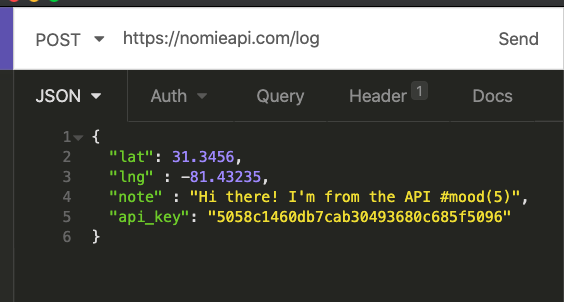 POST https://nomieapi.com/log Send
JSON Auth Query Header 1 Docs
1 {
2 "lat": 31.3456,
3 "lng" : -81.43235,
4 "note" : "Hi there! I'm from the API #mood(5)",
5 "api_key": "5058c1460db7cab30493680c685f5096"
6 }